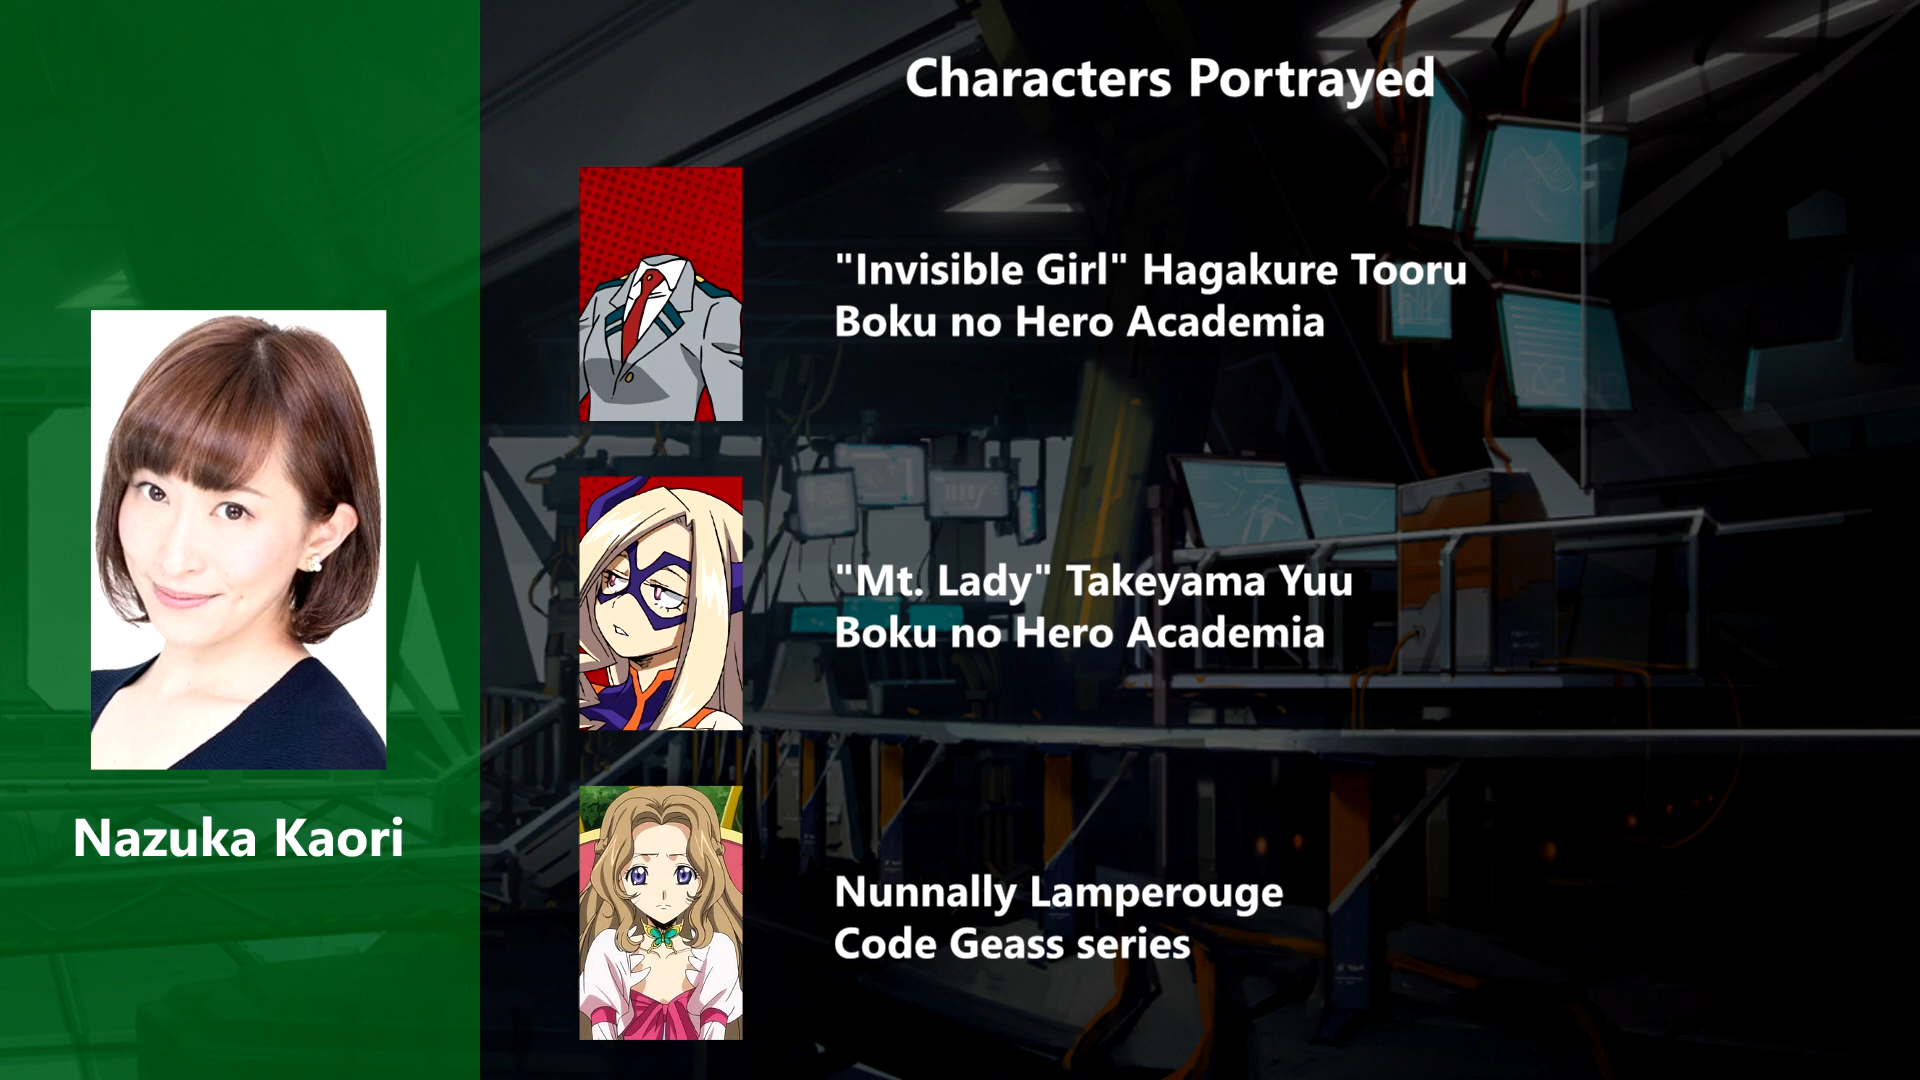 Characters Portrayed
"Invisible Girl" Hagakure Tooru
Boku no Hero Academia
"Mt. Lady" Takeyama Yuu
Boku no Hero Academia
Nazuka Kaori
Nunnally Lamperouge
Code Geass series